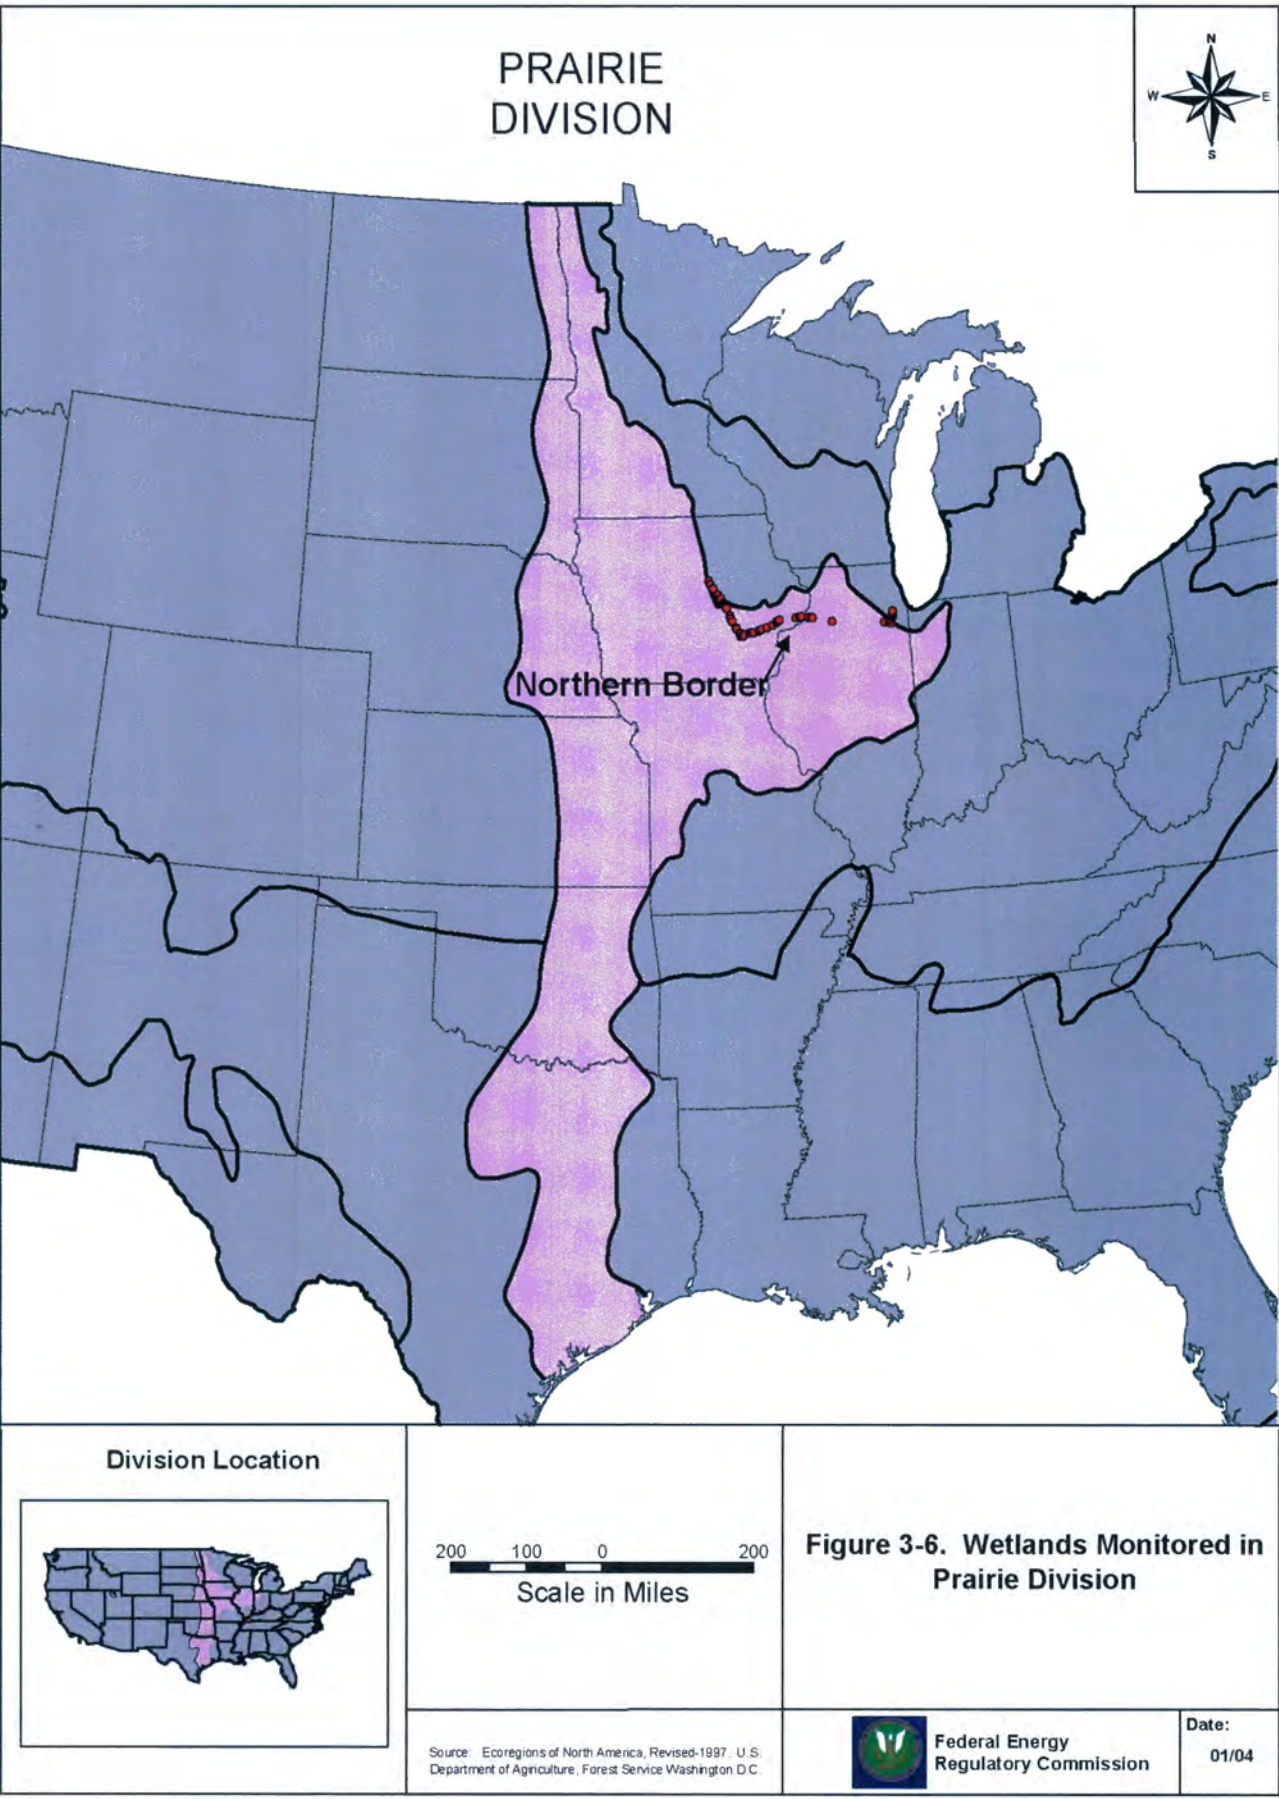 PRAIRIE
DIVISION
N
W
E
S
Northern Border
Division Location
200 100 0 200
Scale in Miles
Figure 3-6. Wetlands Monitored in
Prairie Division
Source: Ecoregions of North America, Revised-1997. U.S.
Department of Agriculture, Forest Service Washington D.C.
Federal Energy
Regulatory Commission
Date:
01/04